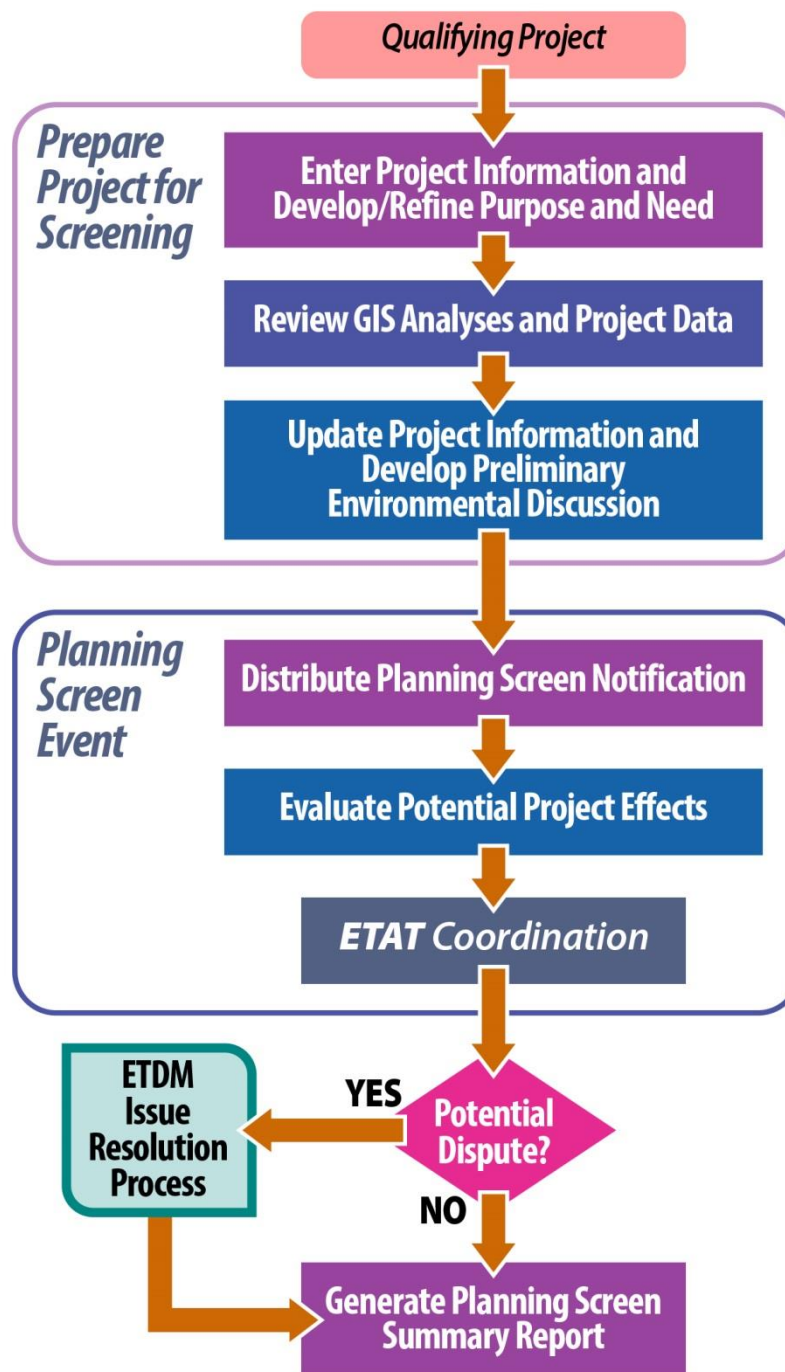 Qualifying Project
Prepare
Project for
Screening
Enter Project Information and
Develop/Refine Purpose and Need
Review GIS Analyses and Project Data
Update Project Information and
Develop Preliminary
Environmental Discussion
Planning
Screen
Event
Distribute Planning Screen Notification
Evaluate Potential Project Effects
ETAT Coordination
ETDM
Issue
Resolution
Process
YES
Potential
Dispute?
NO
Generate Planning Screen
Summary Report